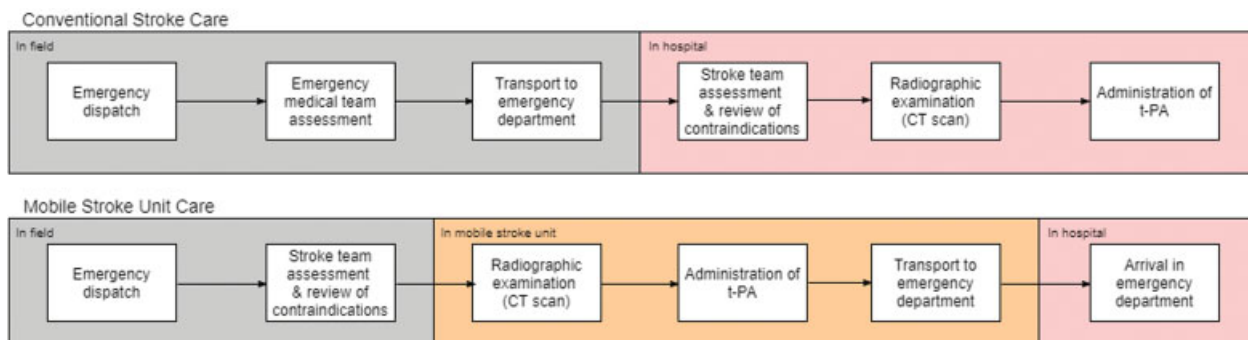 Conventional Stroke Care
In field
In hospital
Emergency
dispatch
Emergency
medical team
assessment
Transport to
emergency
department
Stroke team
assessment
& review of
contraindications
Radiographic
examination
(CT scan)
Administration of
t-PA
Mobile Stroke Unit Care
In field
In mobile stroke unit
In hospital
Emergency
dispatch
Stroke team
assessment
& review of
contraindications
Radiographic
examination
(CT scan)
Administration of
t-PA
Transport to
emergency
department
Arrival in
emergency
department